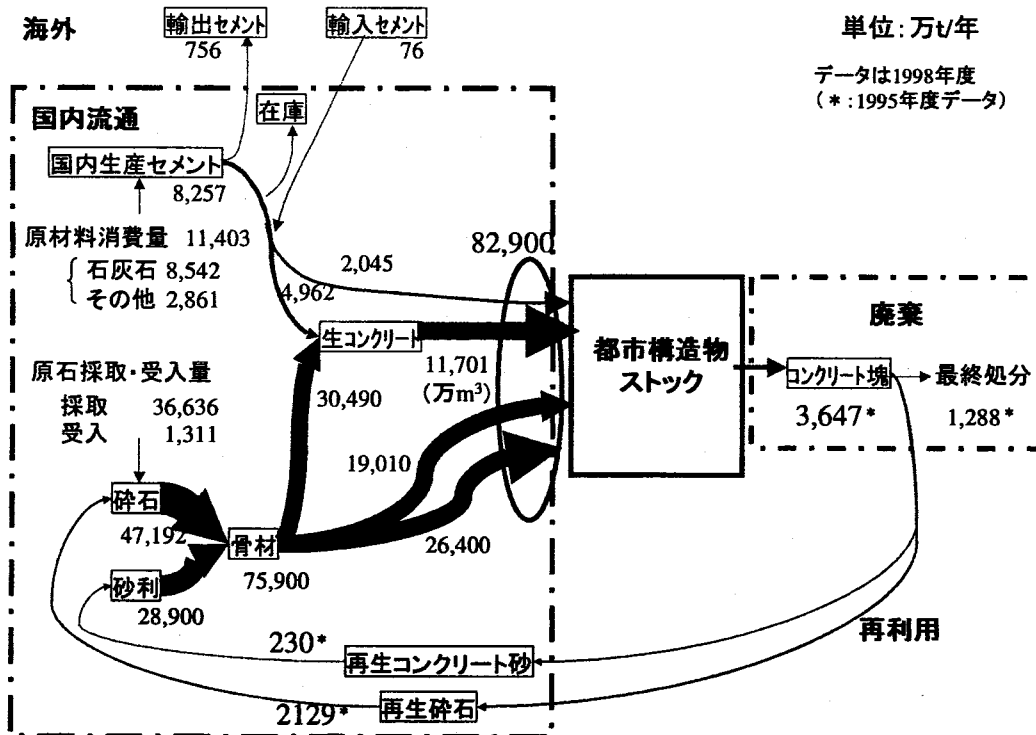 海外
輸出セメント
756
輸入セメント
76
単位:万t/年
データは1998年度
(*:1995年度データ)
国内流通
在庫
国内生産セメント
8,257
原材料消費量 11,403
石灰石 8,542
その他 2,861
2,045
4,962
82,900
生コンクリート
11,701
(万m³)
都市構造物
ストック
廃棄
コンクリート塊
3,647*
最終処分
1,288*
原石採取・受入量
採取 36,636
受入 1,311
30,490
19,010
26,400
砕石
47,192
骨材
75,900
砂利
28,900
230*
再生コンクリート砂
再利用
2129*
再生砕石